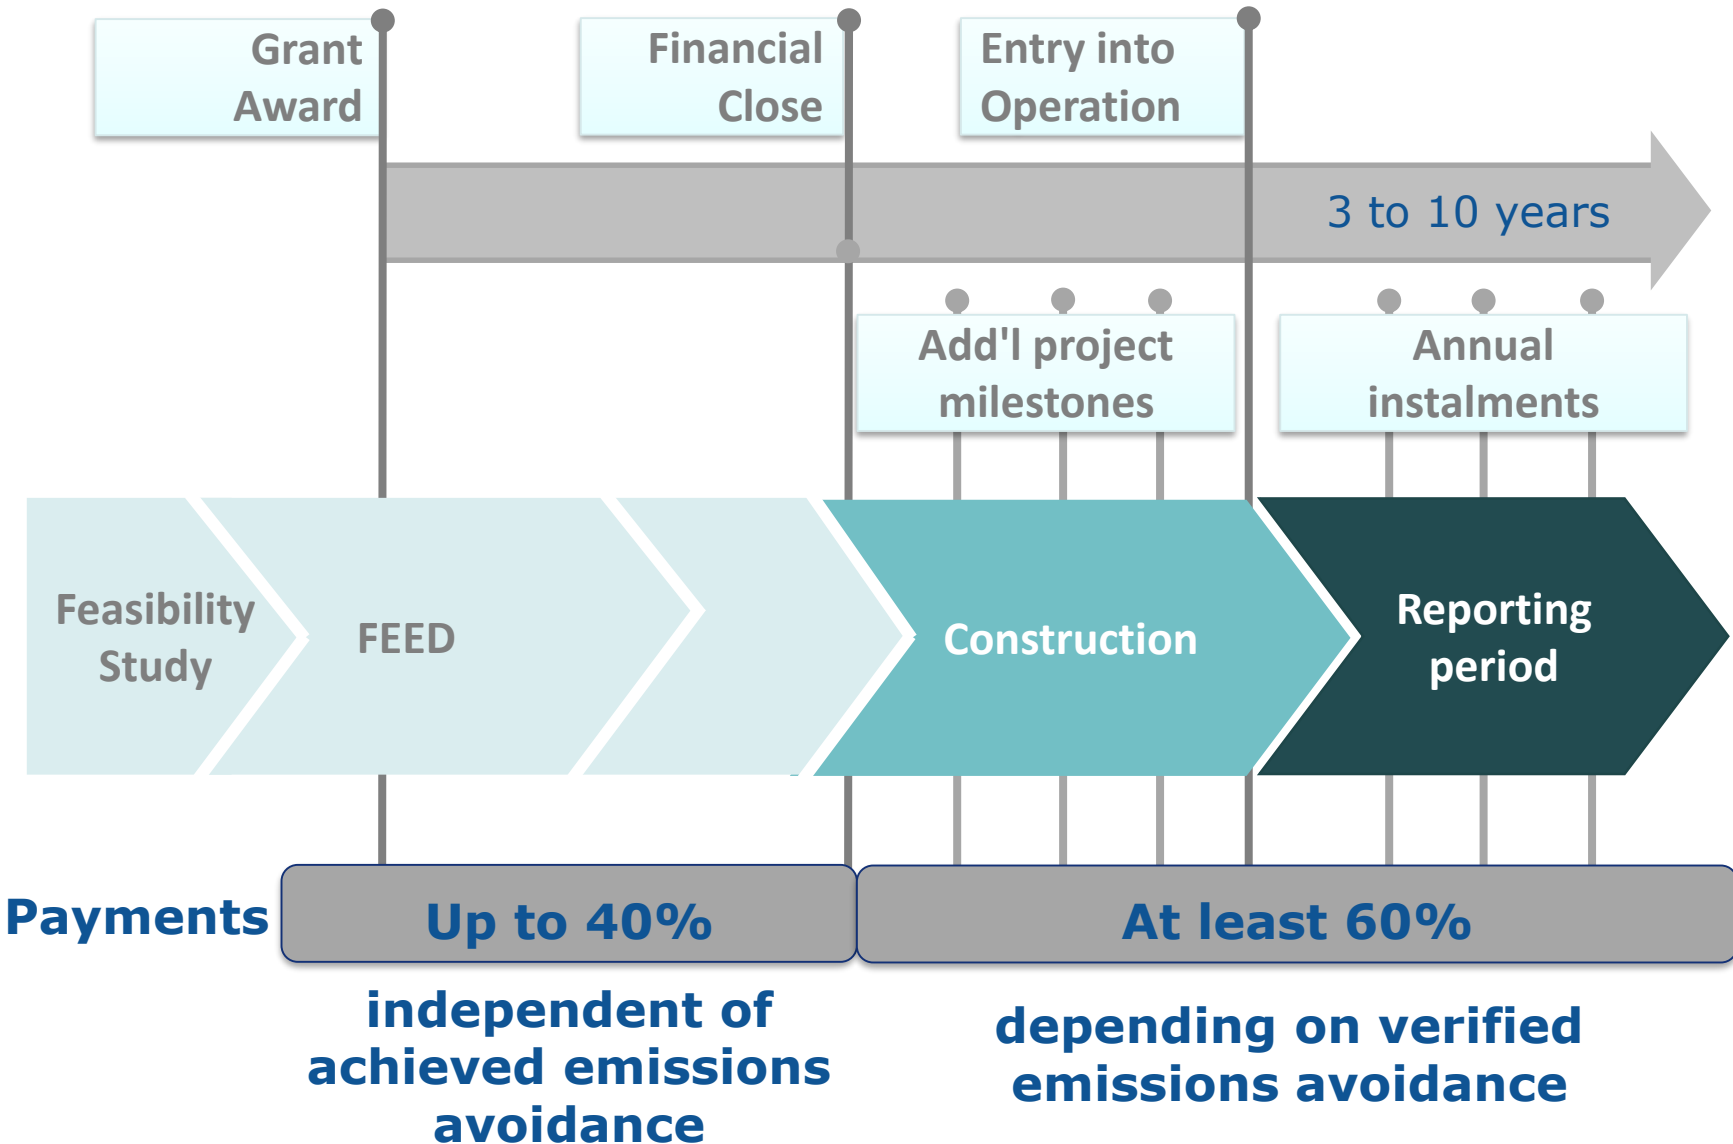 Grant
Award
Financial
Close
Entry into
Operation
3 to 10 years
Add'l project
milestones
Annual
instalments
Feasibility
Study
FEED
Construction
Reporting
period
Payments
Up to 40%
At least 60%
independent of
achieved emissions
avoidance
depending on verified
emissions avoidance